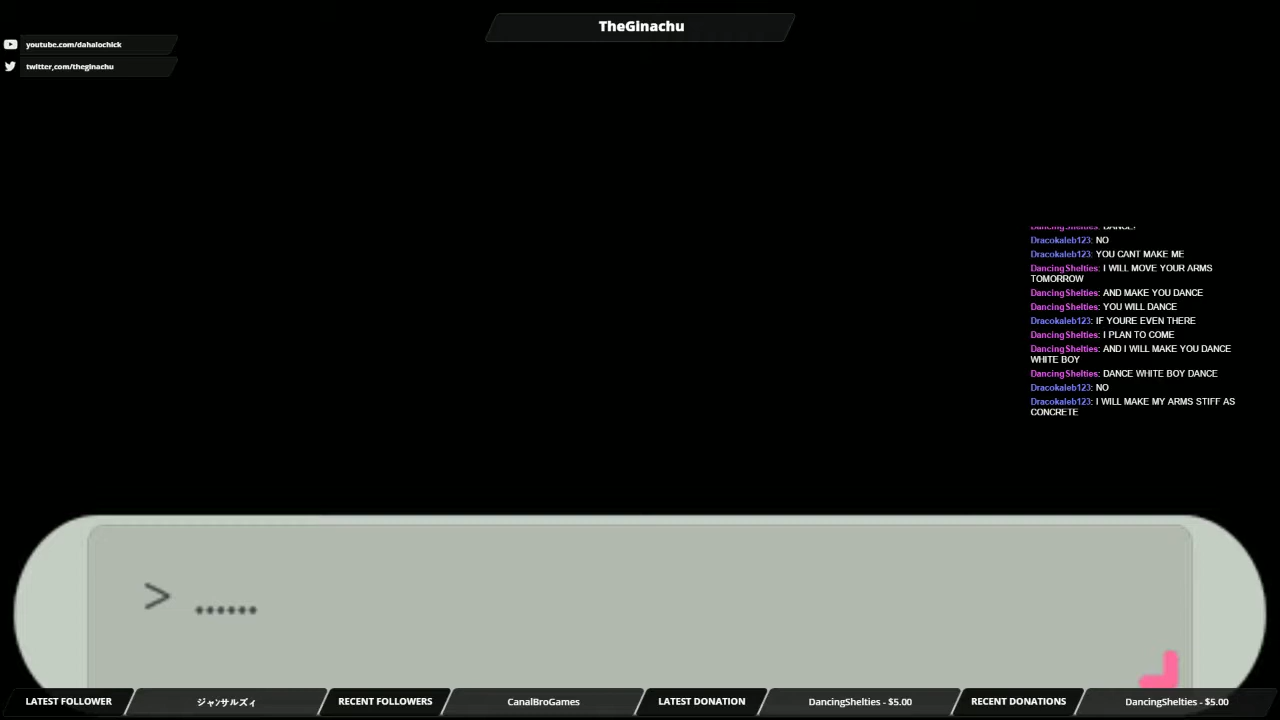 TheGinachu
youtube.com/dahalochick
twitter.com/theginachu
DancingShelties: DANCE!
Dracokaleb123: NO
Dracokaleb123: YOU CANT MAKE ME
DancingShelties: I WILL MOVE YOUR ARMS
TOMORROW
DancingShelties: AND MAKE YOU DANCE
DancingShelties: YOU WILL DANCE
Dracokaleb123: IF YOURE EVEN THERE
DancingShelties: I PLAN TO COME
DancingShelties: AND I WILL MAKE YOU DANCE
WHITE BOY
DancingShelties: DANCE WHITE BOY DANCE
Dracokaleb123: NO
Dracokaleb123: I WILL MAKE MY ARMS STIFF AS
CONCRETE
> ......
LATEST FOLLOWER ジャンサルズィ RECENT FOLLOWERS CanalBroGames LATEST DONATION DancingShelties - $5.00 RECENT DONATIONS DancingShelties - $5.00